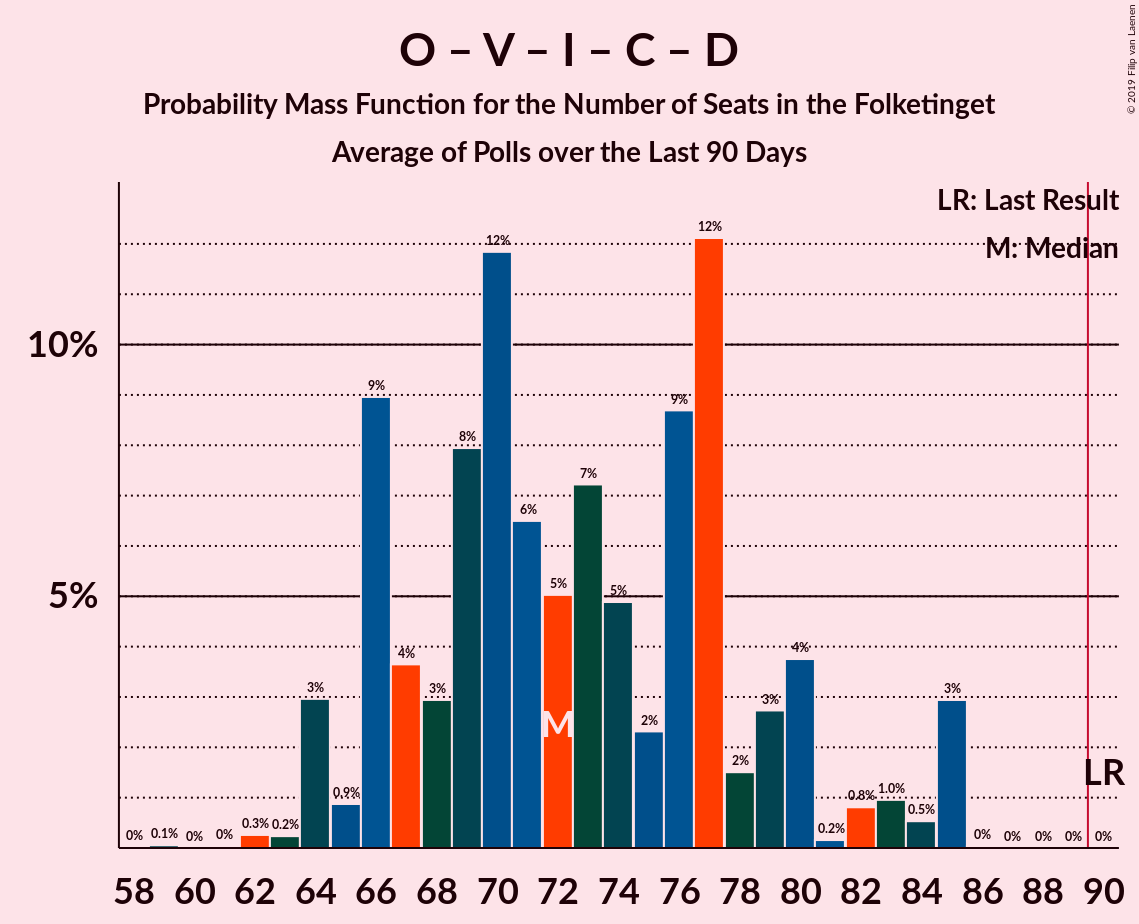 O – V – I – C – D
Probability Mass Function for the Number of Seats in the Folketinget
Average of Polls over the Last 90 Days
© 2019 Filip van Laenen
LR: Last Result
M: Median
10%
5%
0% 0.1% 0% 0% 0.3% 0.2% 3% 0.9% 9% 4% 3% 8% 12% 6% 5% 7% 5% 2% 9% 12% 2% 3% 4% 0.2% 0.8% 1.0% 0.5% 3% 0% 0% 0% 0% 0%
M
LR
58 60 62 64 66 68 70 72 74 76 78 80 82 84 86 88 90